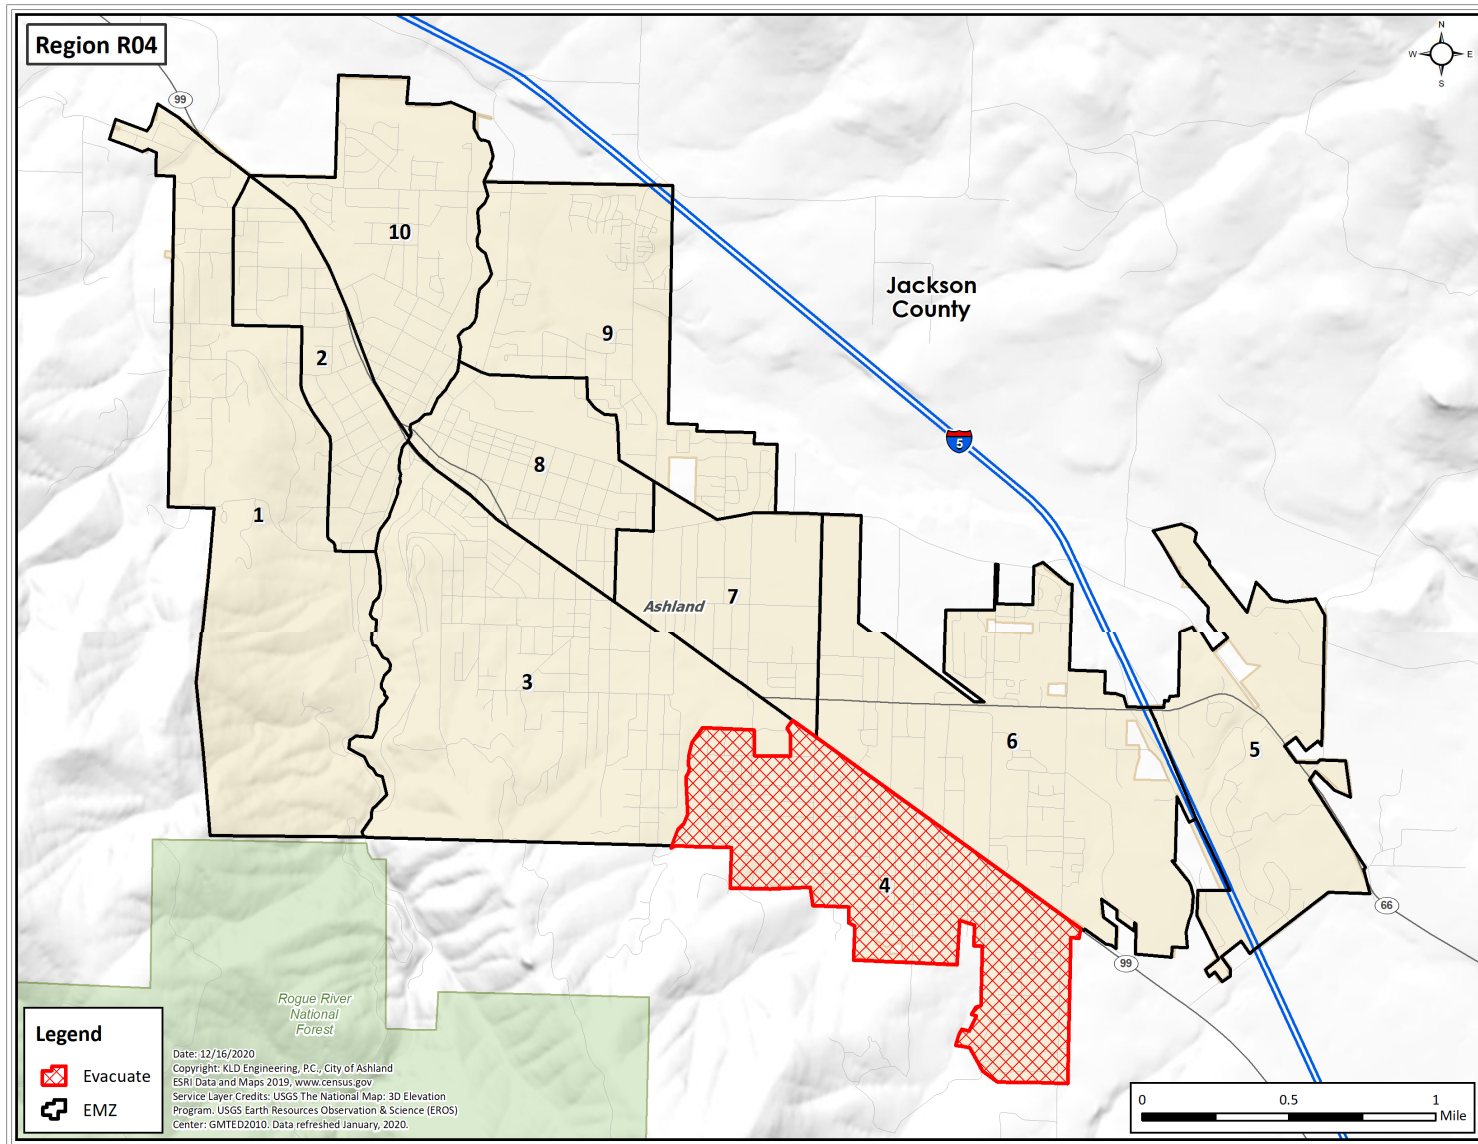 Region R04
N
W
E
S
99
10
Jackson
County
9
2
5
8
1
Ashland
7
3
6
5
4
66
99
Rogue River
National
Forest
Legend
Evacuate
EMZ
Date: 12/16/2020
Copyright: KLD Engineering, P.C., City of Ashland
ESRI Data and Maps 2019, www.census.gov
Service Layer Credits: USGS The National Map: 3D Elevation
Program. USGS Earth Resources Observation & Science (EROS)
Center: GMTED2010. Data refreshed January, 2020.
0
0.5
1
Mile